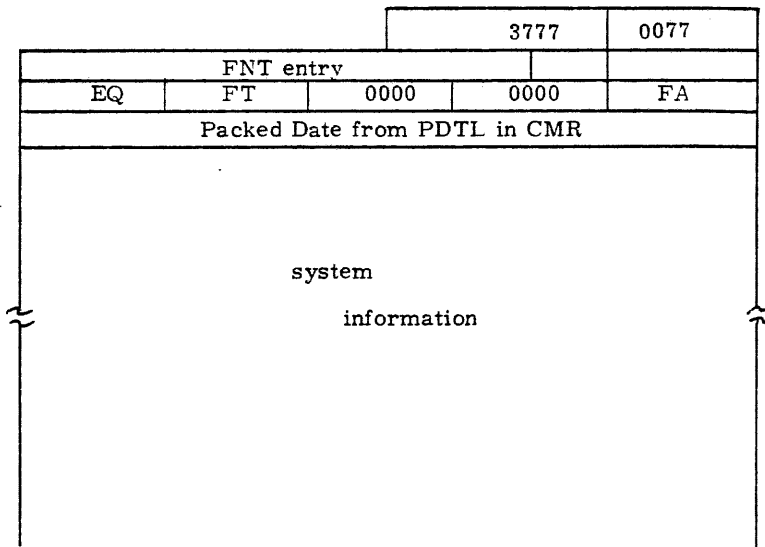 3777 0077
FNT entry
EQ FT 0000 0000 FA
Packed Date from PDTL in CMR
system
information